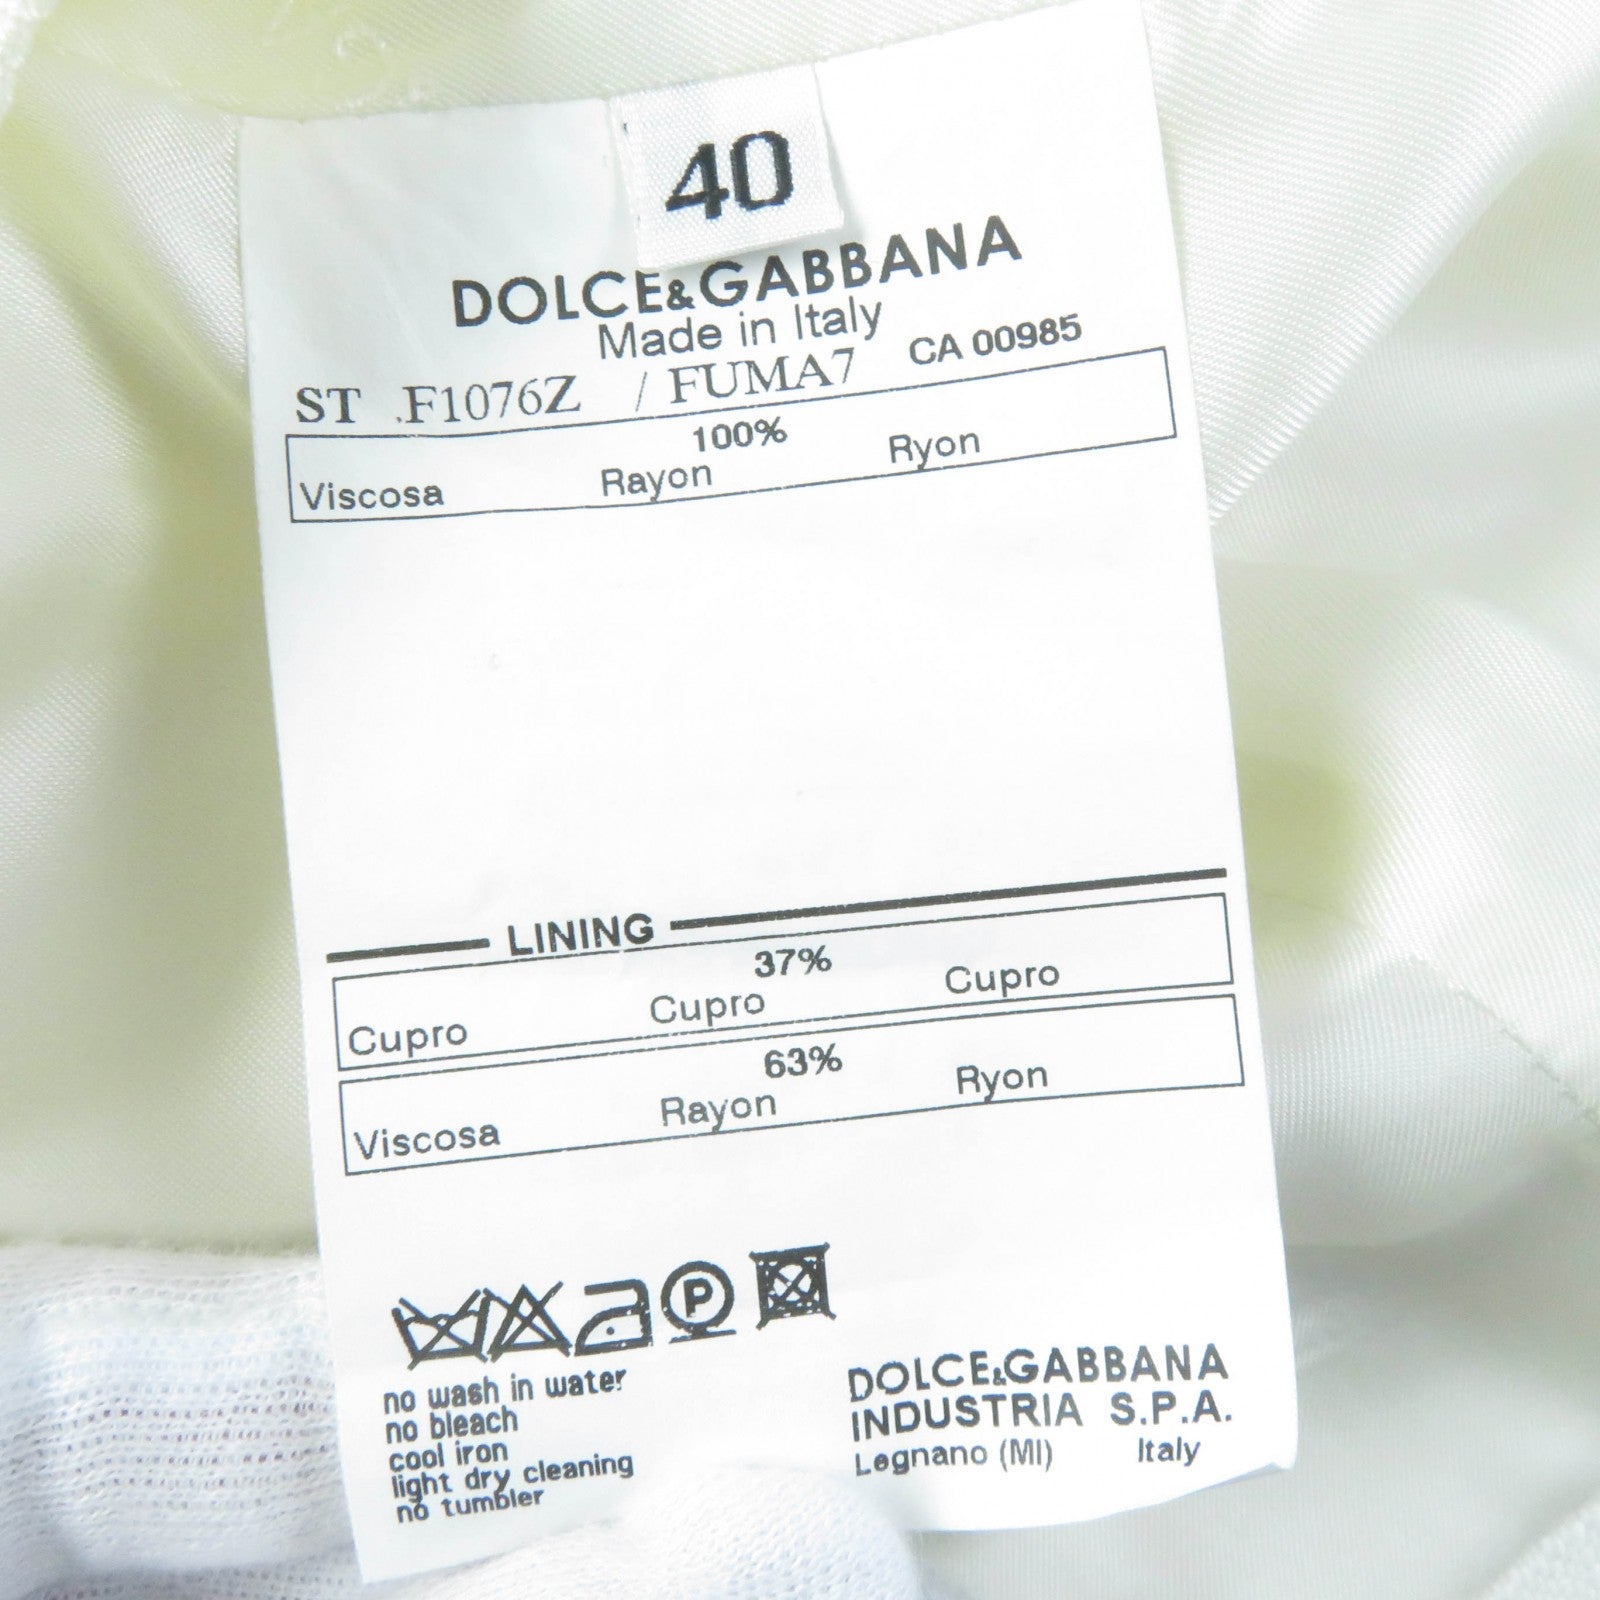 40
DOLCE&GABBANA
Made in Italy
ST .F1076Z / FUMA7 CA 00985
100%
Viscosa Rayon Ryon
LINING
37%
Cupro Cupro Cupro
63%
Viscosa Rayon Ryon
P
no wash in water
no bleach
cool iron
light dry cleaning
no tumbler
DOLCE&GABBANA
INDUSTRIA S.P.A.
Legnano (MI) Italy